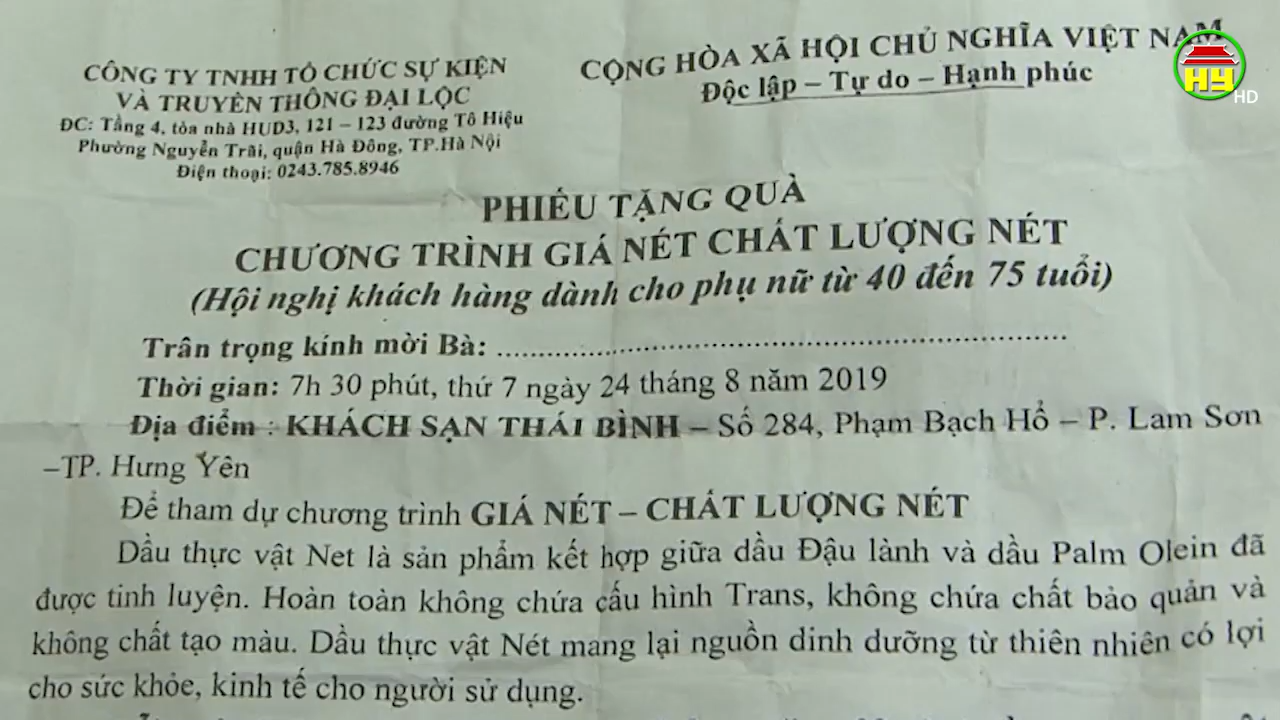 CÔNG TY TNHH TỔ CHỨC SỰ KIỆN
VÀ TRUYỀN THÔNG ĐẠI LỘC
ĐC: Tầng 4, tòa nhà HUD3, 121 – 123 đường Tô Hiệu
Phường Nguyễn Trãi, quận Hà Đông, TP.Hà Nội
Điện thoại: 0243.785.8946
CỘNG HÒA XÃ HỘI CHỦ NGHĨA VIỆT NAM
Độc lập – Tự do – Hạnh phúc
HY
HD
PHIẾU TẶNG QUÀ
CHƯƠNG TRÌNH GIÁ NÉT CHẤT LƯỢNG NÉT
(Hội nghị khách hàng dành cho phụ nữ từ 40 đến 75 tuổi)
Trân trọng kính mời Bà: ..............................................................
Thời gian: 7h 30 phút, thứ 7 ngày 24 tháng 8 năm 2019
Địa điểm : KHÁCH SẠN THÁI BÌNH – Số 284, Phạm Bạch Hổ – P. Lam Sơn
–TP. Hưng Yên
Để tham dự chương trình GIÁ NÉT – CHẤT LƯỢNG NÉT
Dầu thực vật Net là sản phẩm kết hợp giữa dầu Đậu lành và dầu Palm Olein đã
được tinh luyện. Hoàn toàn không chứa cấu hình Trans, không chứa chất bảo quản và
không chất tạo màu. Dầu thực vật Nét mang lại nguồn dinh dưỡng từ thiên nhiên có lợi
cho sức khỏe, kinh tế cho người sử dụng.